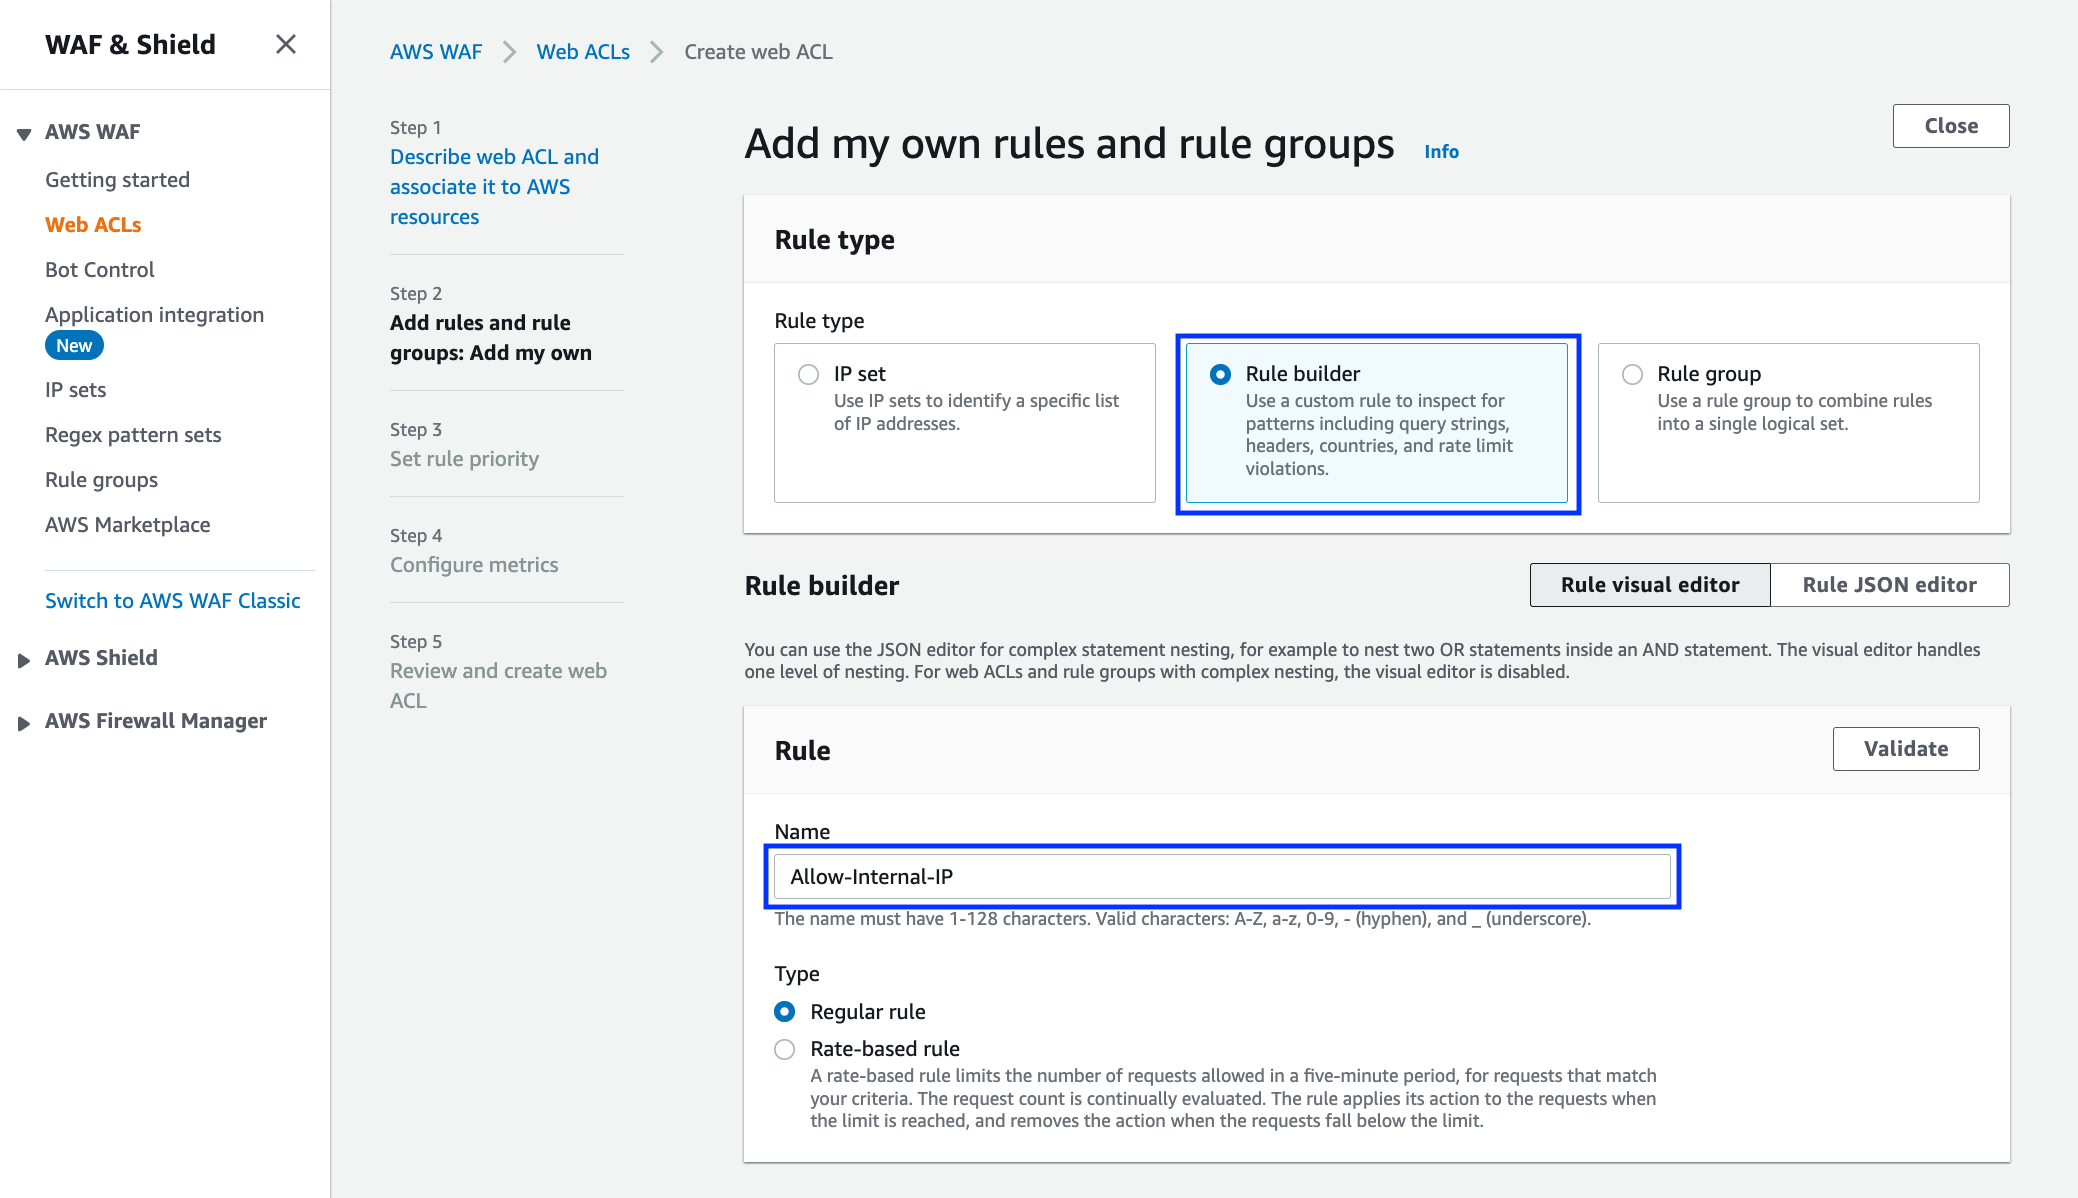 WAF & Shield
AWS WAF
Getting started
Web ACLs
Bot Control
Application integration
New
IP sets
Regex pattern sets
Rule groups
AWS Marketplace
Switch to AWS WAF Classic
AWS Shield
AWS Firewall Manager
AWS WAF
Web ACLs
Create web ACL
Step 1
Describe web ACL and
associate it to AWS
resources
Step 2
Add rules and rule
groups: Add my own
Step 3
Set rule priority
Step 4
Configure metrics
Step 5
Review and create web
ACL
Add my own rules and rule groups Info
Close
Rule type
Rule type
IP set
Use IP sets to identify a specific list
of IP addresses.
Rule builder
Use a custom rule to inspect for
patterns including query strings,
headers, countries, and rate limit
violations.
Rule group
Use a rule group to combine rules
into a single logical set.
Rule builder
Rule visual editor
Rule JSON editor
You can use the JSON editor for complex statement nesting, for example to nest two OR statements inside an AND statement. The visual editor handles
one level of nesting. For web ACLs and rule groups with complex nesting, the visual editor is disabled.
Rule
Validate
Name
Allow-Internal-IP
The name must have 1-128 characters. Valid characters: A-Z, a-z, 0-9, - (hyphen), and _ (underscore).
Type
Regular rule
Rate-based rule
A rate-based rule limits the number of requests allowed in a five-minute period, for requests that match
your criteria. The request count is continually evaluated. The rule applies its action to the requests when
the limit is reached, and removes the action when the requests fall below the limit.